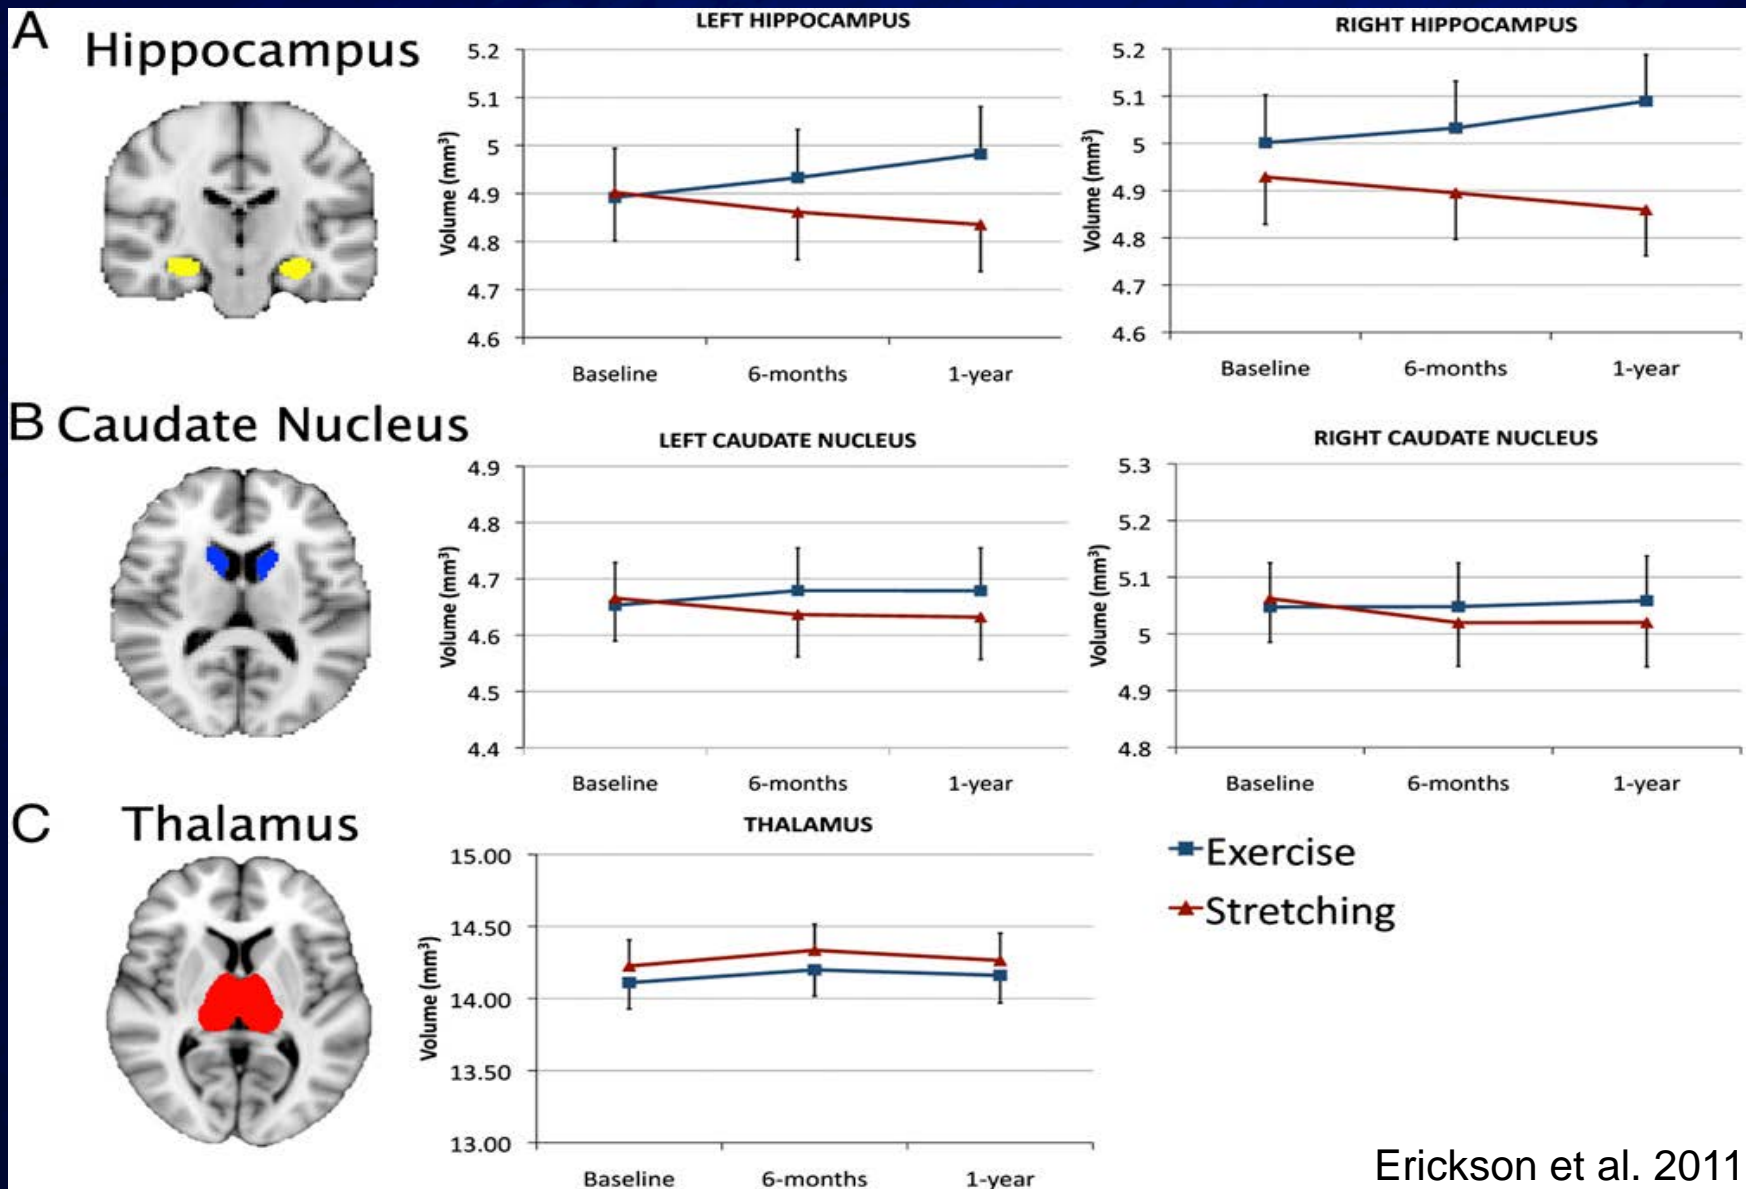 A
Hippocampus
LEFT HIPPOCAMPUS
5.2
5.1
5
4.9
4.8
4.7
4.6
Volume (mm³)
Baseline 6-months 1-year
RIGHT HIPPOCAMPUS
5.2
5.1
5
4.9
4.8
4.7
4.6
Volume (mm³)
Baseline 6-months 1-year
B Caudate Nucleus
LEFT CAUDATE NUCLEUS
4.9
4.8
4.7
4.6
4.5
4.4
Volume (mm³)
Baseline 6-months 1-year
RIGHT CAUDATE NUCLEUS
5.3
5.2
5.1
5
4.9
4.8
Volume (mm³)
Baseline 6-months 1-year
C Thalamus
THALAMUS
15.00
14.50
14.00
13.50
13.00
Volume (mm³)
Baseline 6-months 1-year
Exercise
Stretching
Erickson et al. 2011